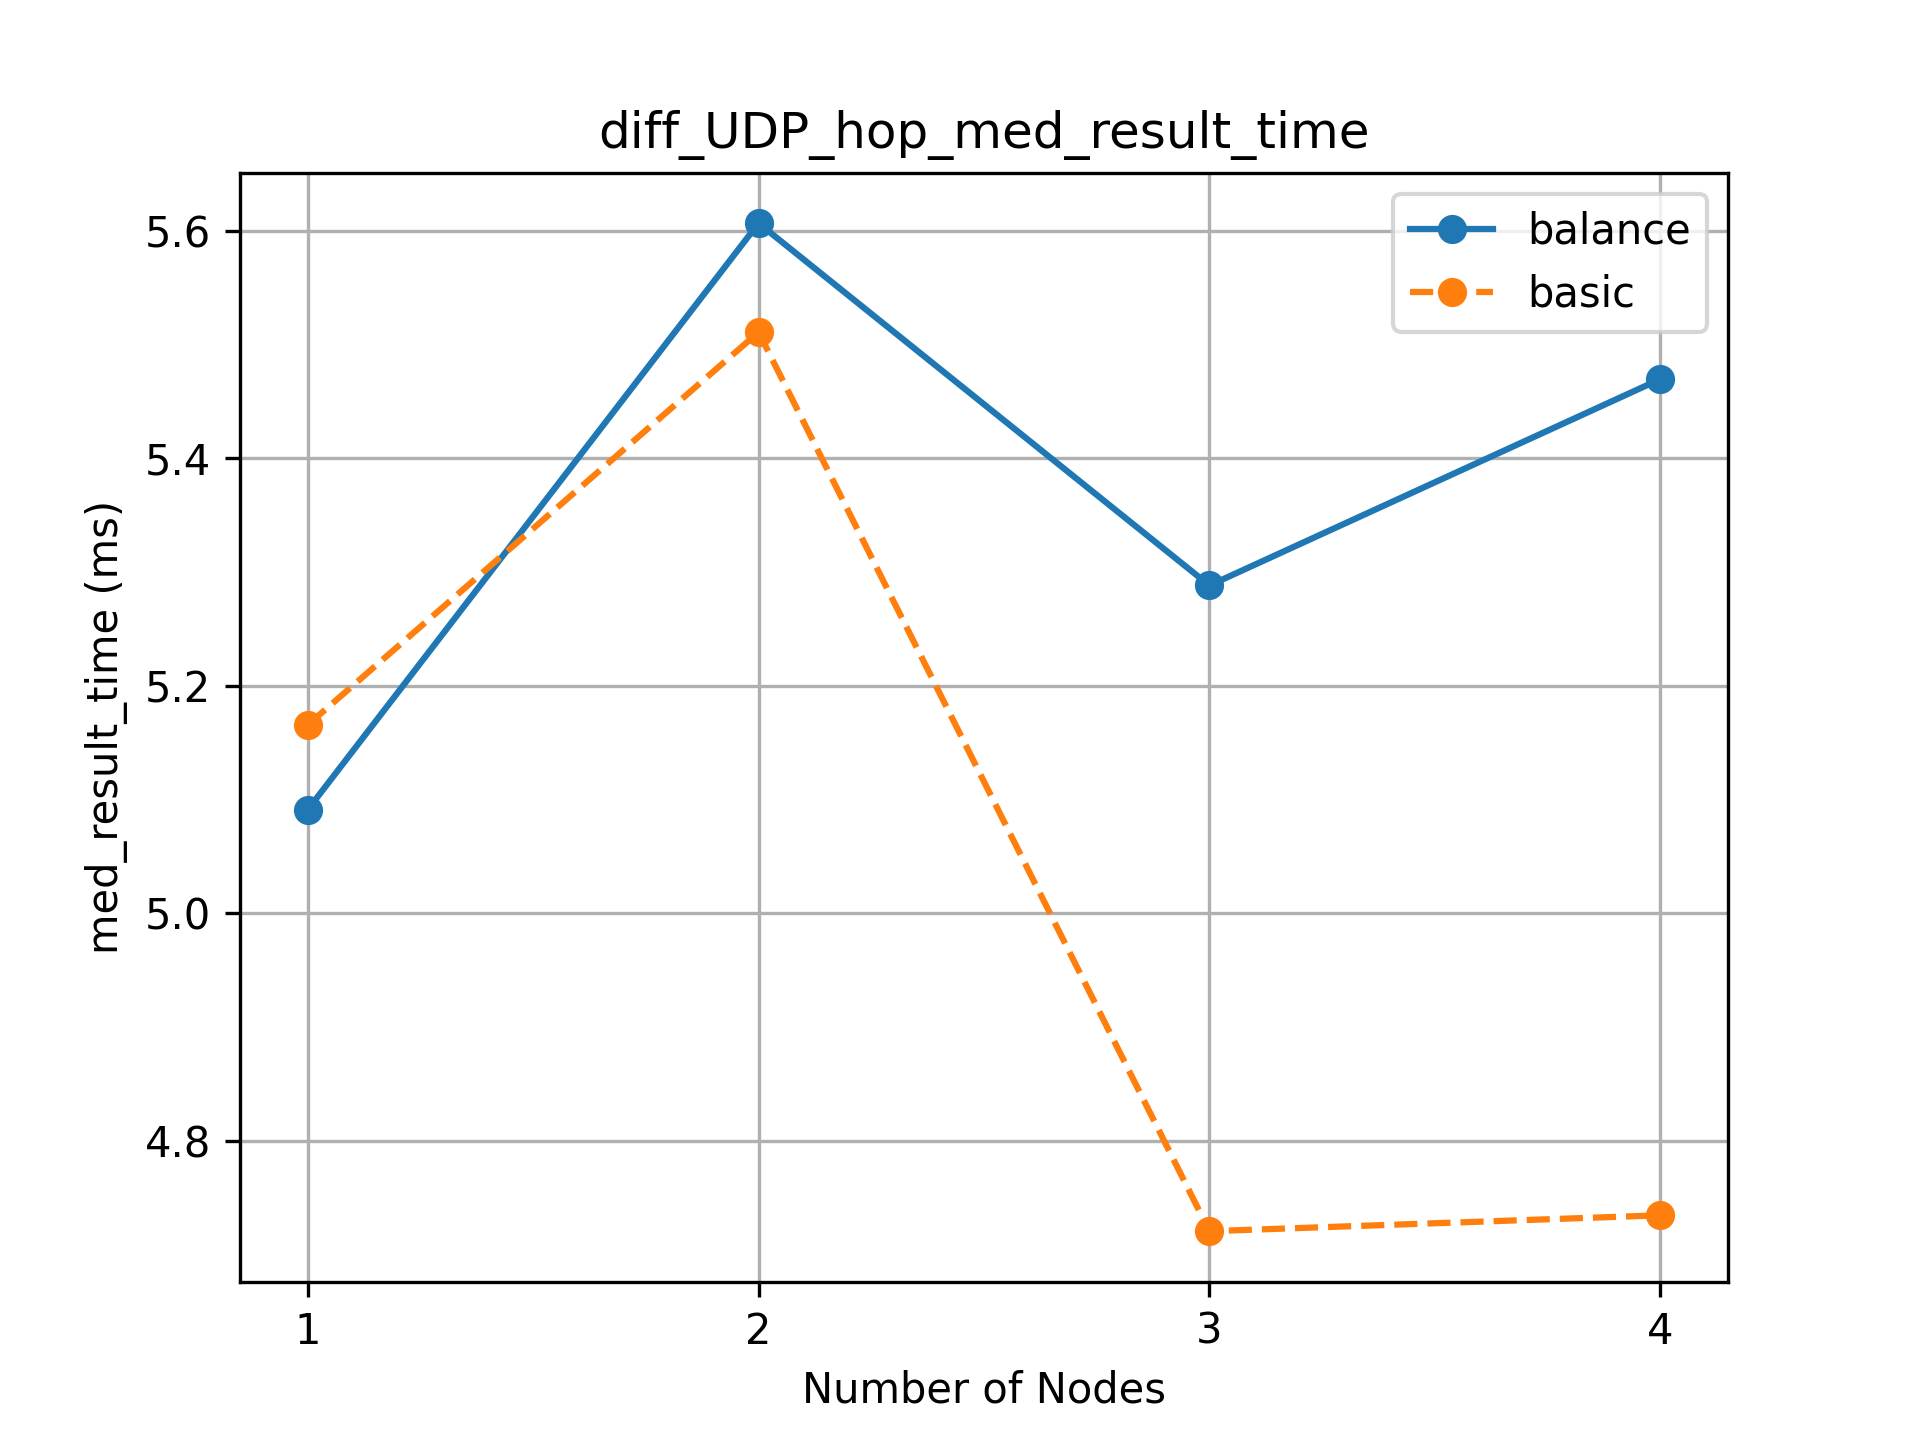 diff_UDP_hop_med_result_time
balance
basic
med_result_time (ms)
5.6
5.4
5.2
5.0
4.8
1 2 3 4
Number of Nodes